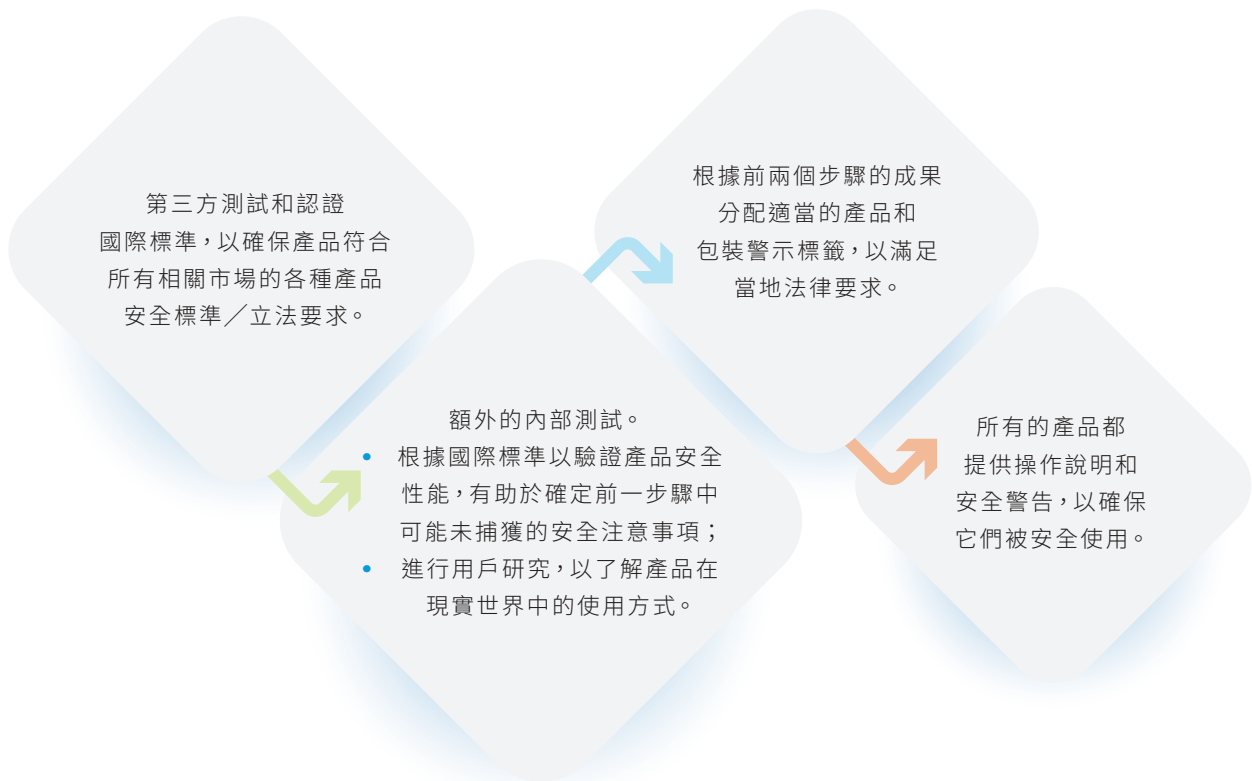 第三方測試和認證
國際標準，以確保產品符合
所有相關市場的各種產品
安全標準／立法要求。
額外的內部測試。
• 根據國際標準以驗證產品安全
性能，有助於確定前一步驟中
可能未捕獲的安全注意事項；
• 進行用戶研究，以了解產品在
現實世界中的使用方式。
根據前兩個步驟的成果
分配適當的產品和
包裝警示標籤，以滿足
當地法律要求。
所有的產品都
提供操作說明和
安全警告，以確保
它們被安全使用。